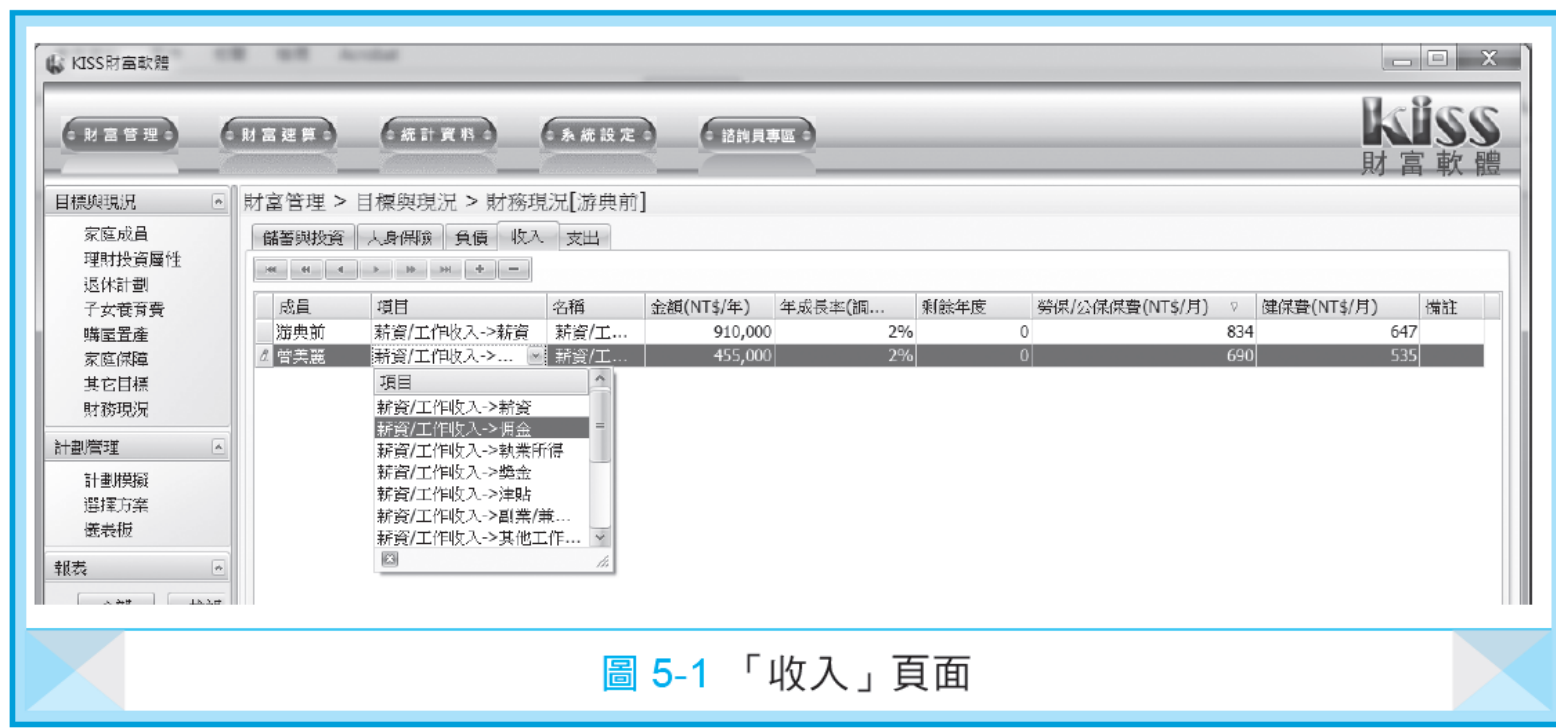 KISS財富軟體
kiss
財富軟體
財富管理 財富速算 統計資料 系統設定 諮詢員專區
目標與現況
家庭成員
理財投資屬性
退休計劃
子女養育費
購屋置產
家庭保障
其它目標
財務現況
計劃管理
計劃模擬
選擇方案
儀表板
報表
財富管理 > 目標與現況 > 財務現況[游典前]
儲蓄與投資 人身保險 負債 收入 支出
成員 項目 名稱 金額(NT$/年) 年成長率(調... 剩餘年度 勞保/公保保費(NT$/月) 健保費(NT$/月) 備註
游典前 薪資/工作收入->薪資 薪資/工... 910,000 2% 0 834 647
曾美麗 薪資/工作收入->... 薪資/工... 455,000 2% 0 690 535
項目
薪資/工作收入->薪資
薪資/工作收入->佣金
薪資/工作收入->執業所得
薪資/工作收入->獎金
薪資/工作收入->津貼
薪資/工作收入->副業/兼...
薪資/工作收入->其他工作...
圖 5-1 「收入」頁面